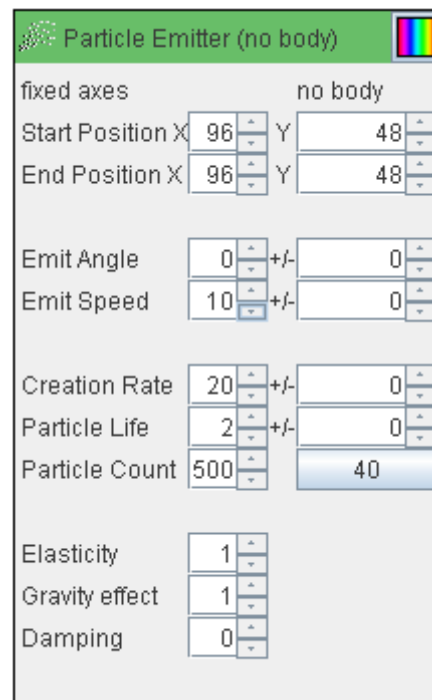 Particle Emitter (no body)
fixed axes no body
Start Position X 96 Y 48
End Position X 96 Y 48
Emit Angle 0 +/- 0
Emit Speed 10 +/- 0
Creation Rate 20 +/- 0
Particle Life 2 +/- 0
Particle Count 500 40
Elasticity 1
Gravity effect 1
Damping 0